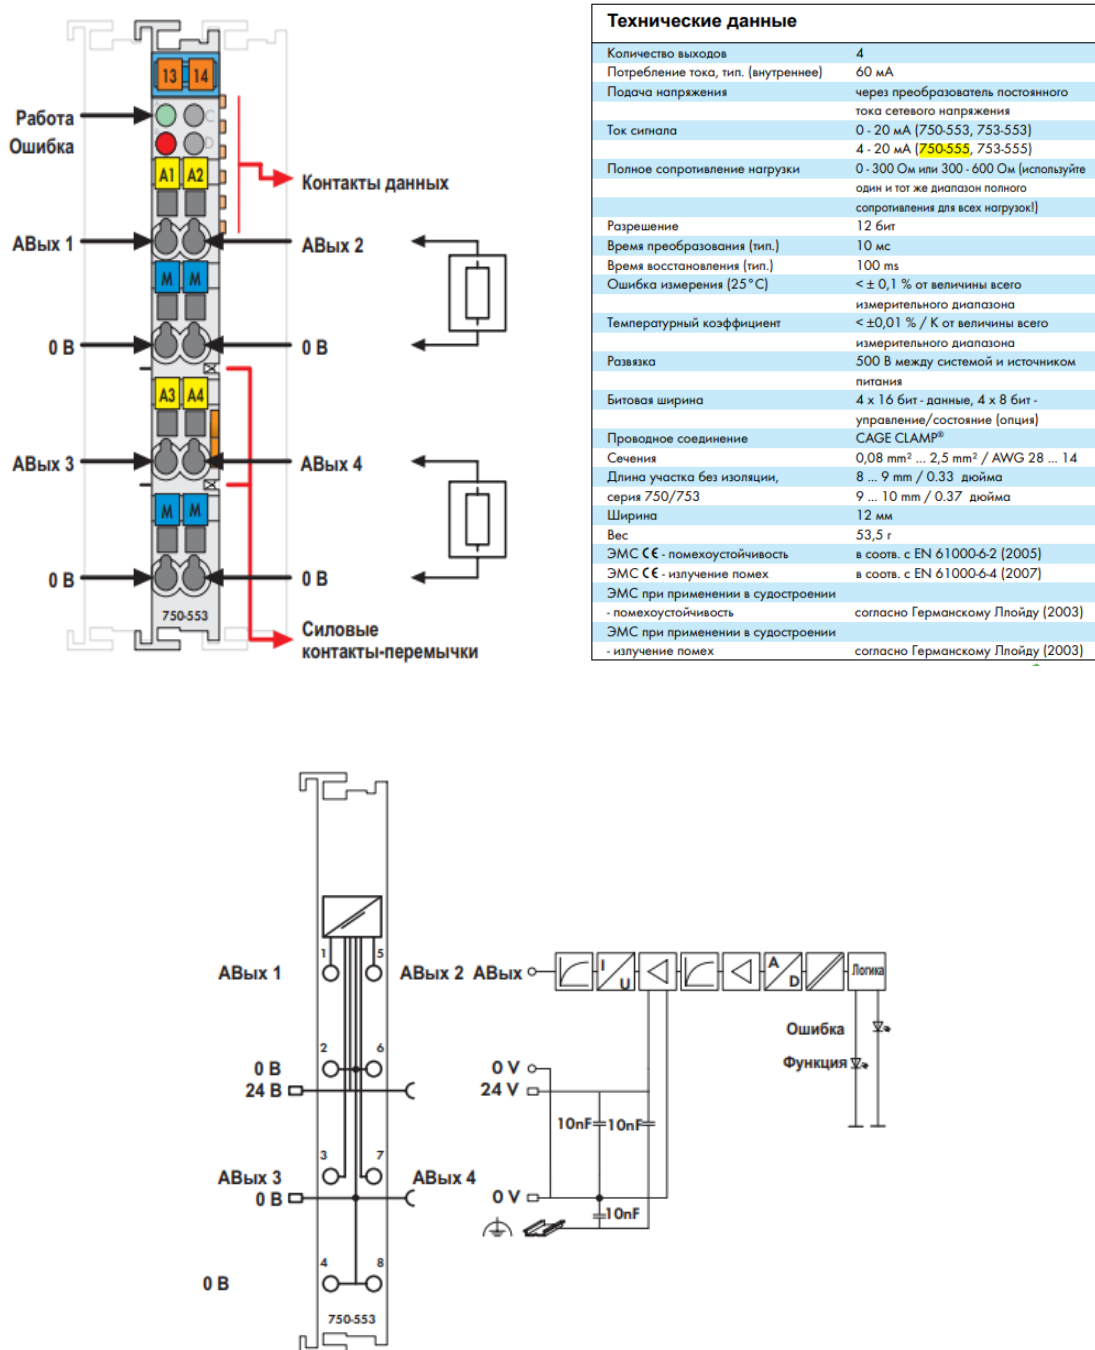 13 14
Работа
Ошибка
C
D
A1 A2
Контакты данных
АВых 1
АВых 2
M M
0 В
0 В
A3 A4
АВых 3
АВых 4
M M
0 В
0 В
750-553
Силовые
контакты-перемычки
Технические данные
Количество выходов 4
Потребление тока, тип. (внутреннее) 60 мА
Подача напряжения через преобразователь постоянного
тока сетевого напряжения
Ток сигнала 0 - 20 мА (750-553, 753-553)
4 - 20 мА (750-555, 753-555)
Полное сопротивление нагрузки 0 - 300 Ом или 300 - 600 Ом (используйте
один и тот же диапазон полного
сопротивления для всех нагрузок!)
Разрешение 12 бит
Время преобразования (тип.) 10 мс
Время восстановления (тип.) 100 ms
Ошибка измерения (25°C) < ± 0,1 % от величины всего
измерительного диапазона
Температурный коэффициент < ±0,01 % / К от величины всего
измерительного диапазона
Развязка 500 В между системой и источником
питания
Битовая ширина 4 x 16 бит - данные, 4 x 8 бит -
управление/состояние (опция)
Проводное соединение CAGE CLAMP®
Сечения 0,08 mm² ... 2,5 mm² / AWG 28 ... 14
Длина участка без изоляции, 8 ... 9 mm / 0.33 дюйма
серия 750/753 9 ... 10 mm / 0.37 дюйма
Ширина 12 мм
Вес 53,5 г
ЭМС CE - помехоустойчивость в соотв. с EN 61000-6-2 (2005)
ЭМС CE - излучение помех в соотв. с EN 61000-6-4 (2007)
ЭМС при применении в судостроении
- помехоустойчивость согласно Германскому Ллойду (2003)
ЭМС при применении в судостроении
- излучение помех согласно Германскому Ллойду (2003)
1 5
АВых 1
АВых 2
2 6
0 В
24 В
3 7
АВых 3
АВых 4
0 В
4 8
0 В
750-553
АВых
I
U
A
D
Логика
Ошибка
Функция
0 V
24 V
10nF 10nF
0 V
10nF